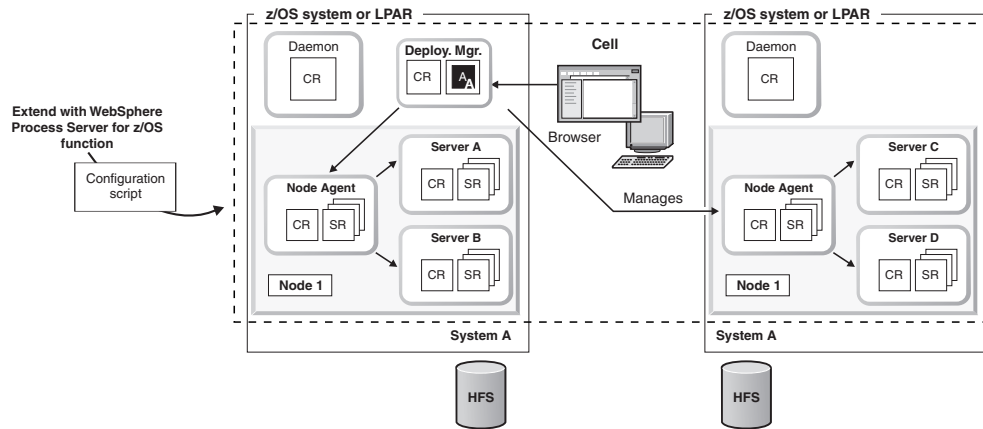 z/OS system or LPAR
z/OS system or LPAR
Daemon
CR
Deploy. Mgr.
CR
A
A
Cell
Browser
Daemon
CR
Extend with WebSphere
Process Server for z/OS
function
Configuration
script
Node Agent
CR
SR
Server A
CR
SR
Server B
CR
SR
Node 1
System A
Manages
Node Agent
CR
SR
Server C
CR
SR
Server D
CR
SR
Node 1
System A
HFS
HFS